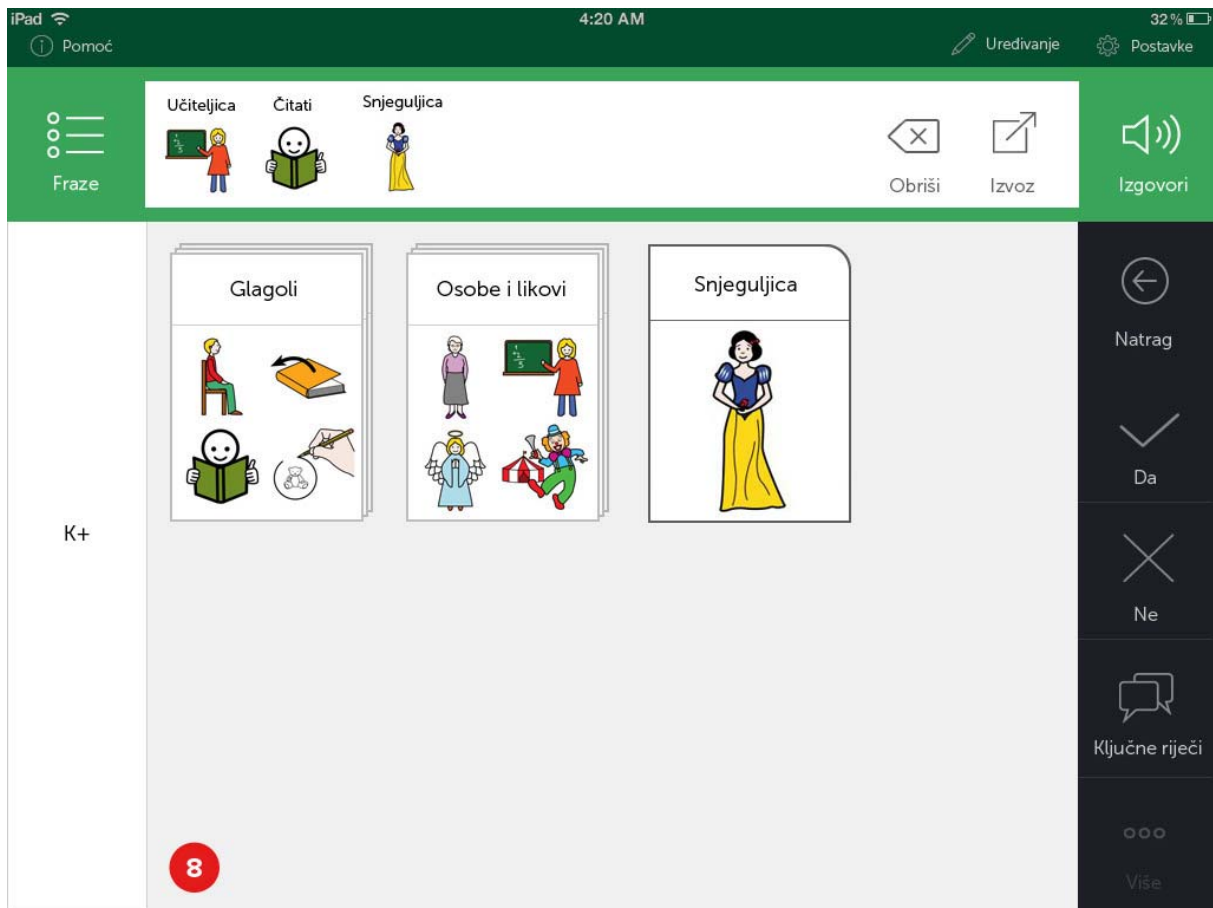 iPad 4:20 AM 32 %
Pomoć Uređivanje Postavke
Učiteljica Čitati Snjeguljica
Fraze Obriši Izvoz Izgovori
Glagoli Osobe i likovi Snjeguljica
Natrag
Da
K+
Ne
Ključne riječi
8
Više